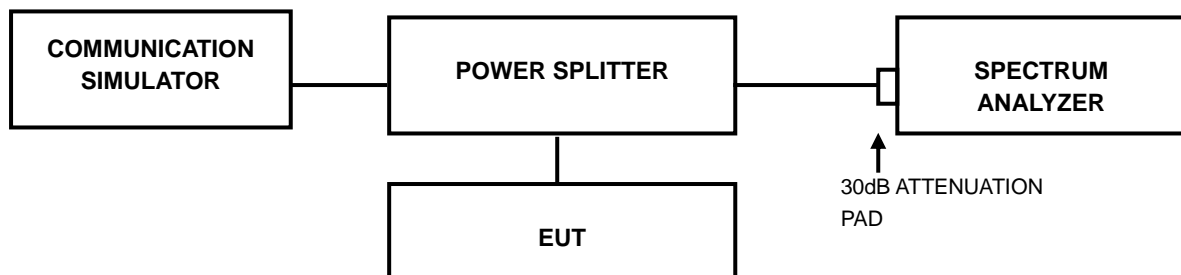 COMMUNICATION
SIMULATOR
POWER SPLITTER
SPECTRUM
ANALYZER
30dB ATTENUATION
PAD
EUT